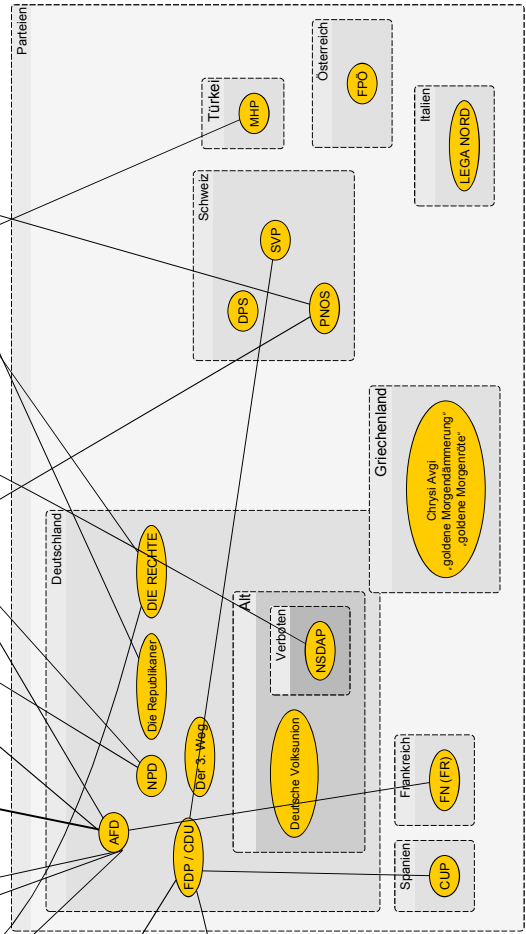 Parteien
Deutschland
AFD
NPD
Die Republikaner
DIE RECHTE
FDP / CDU
Der 3. Weg
Alt
Deutsche Volksunion
Verboten
NSDAP
Spanien
CUP
Frankreich
FN (FR)
Griechenland
Chrysi Avgi
„goldene Morgendämmerung“
„goldene Morgenröte“
Schweiz
DPS
SVP
PNOS
Türkei
MHP
Österreich
FPÖ
Italien
LEGA NORD